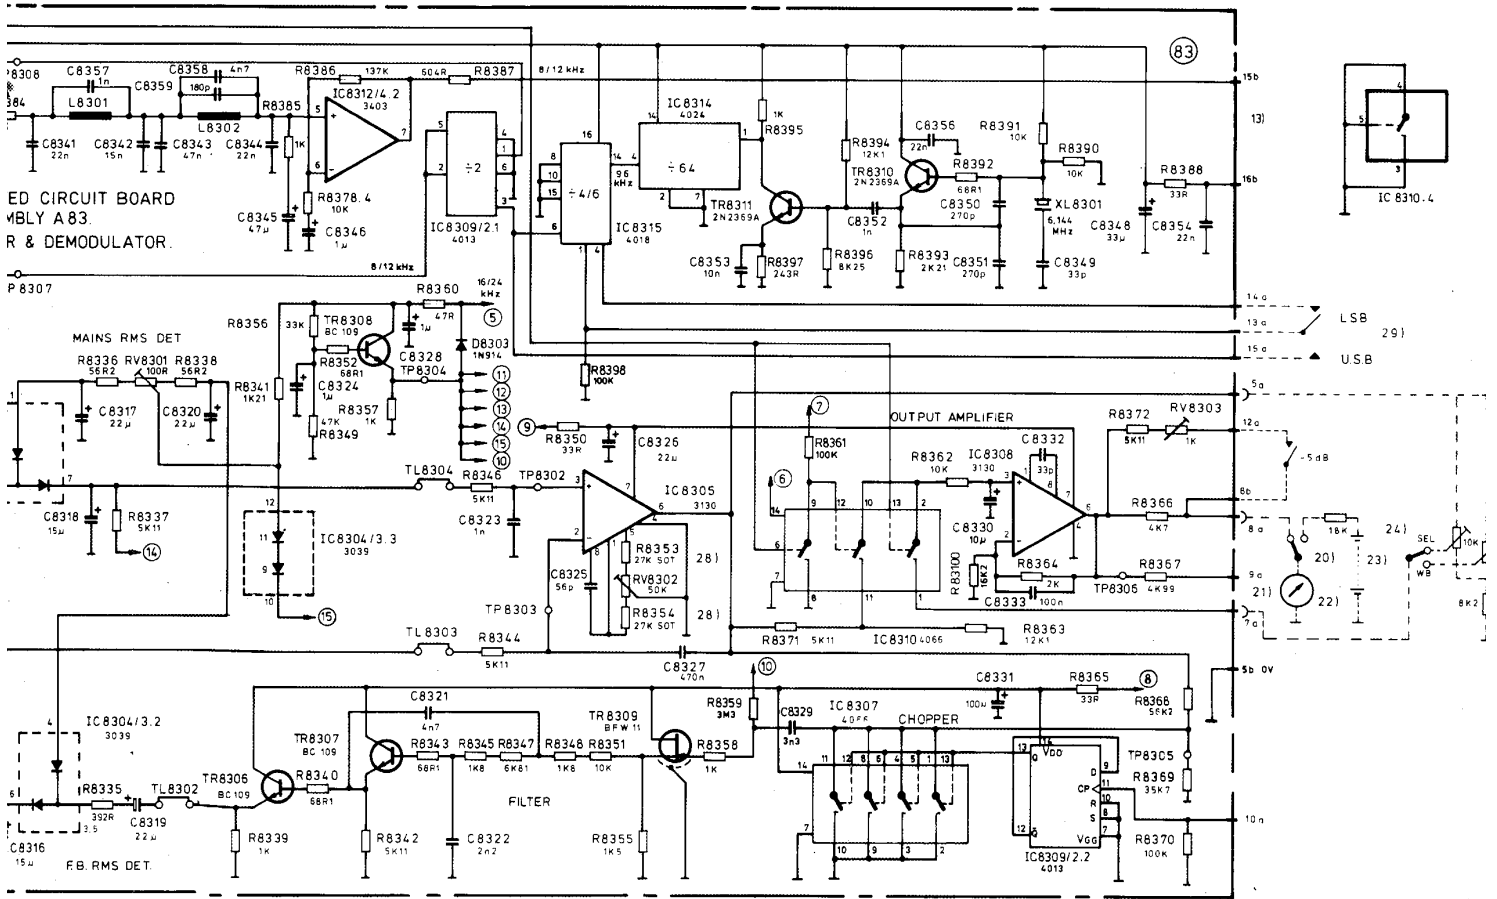 83
C8357
1n
L8301
C8341
22n
C8342
15n
C8359
C8358
4n7
180p
L8302
C8343
47n
C8344
22n
R8385
1K
R8386
137K
604R
R8387
IC8312/4.2
3403
R8378.4
10K
C8345
47µ
C8346
1µ
8/12 kHz
÷2
IC8309/2.1
4013
8/12 kHz
÷4/6
IC8315
4018
96
kHz
IC8314
4024
÷64
1K
R8395
TR8311
2N2369A
C8353
10n
R8397
243R
R8396
8K25
R8394
12K1
C8352
1n
C8356
22n
TR8310
2N2369A
R8392
68R1
R8393
2K21
C8350
270p
C8351
270p
R8391
10K
R8390
10K
XL8301
6,144
MHz
C8349
33p
C8348
33µ
R8388
33R
C8354
22n
15b
13)
16b
IC 8310.4
ED CIRCUIT BOARD
MBLY A83.
R & DEMODULATOR.
P8307
14a
13a
15a
LSB
29)
U.S.B
MAINS RMS DET
R8336
56R2
RV8301
100R
R8338
56R2
C8317
22µ
C8320
22µ
R8356
33K
R8341
1K21
TR8308
BC 109
R8352
68R1
C8324
1µ
47K
R8349
R8357
1K
C8328
TP8304
1µ
R8360
47R
16/24
kHz
5
D8303
1N914
11
12
13
14
15
10
R8398
100K
9
R8350
33R
C8326
22µ
TL8304
R8346
5K11
TP8302
C8323
1n
IC8305
3130
C8325
56p
R8353
27K SOT
RV8302
50K
R8354
27K SOT
28)
28)
TP8303
C8318
15µ
R8337
5K11
14
IC8304/3.3
3039
15
TL8303
R8344
5K11
C8327
470n
7
R8361
100K
6
OUTPUT AMPLIFIER
R8362
10K
IC8308
3130
C8332
33p
C8330
10µ
R83100
16K2
R8364
2K
C8333
100n
R8371
5K11
IC8310 4066
R8363
12K1
R8372
5K11
RV8303
1K
R8366
4K7
R8367
4K99
TP8306
5a
12a
-5dB
6b
8a
9a
7a
5b 0V
18K
20)
21)
22)
23)
24)
SEL
WB
10K
8K2
IC8304/3.2
3039
R8335
392R
3,5
C8319
22µ
TL8302
C8316
15µ
F.B. RMS DET.
TR8306
BC109
R8339
1K
R8340
68R1
TR8307
BC 109
R8342
5K11
C8321
4n7
R8343
68R1
R8345
1K8
R8347
6K81
R8348
1K8
R8351
10K
C8322
2n2
FILTER
TR8309
BFW 11
R8355
1K5
R8358
1K
R8359
3M3
10
C8329
3n3
IC8307
4066
CHOPPER
C8331
100µ
R8365
33R
8
R8368
56K2
TP8305
R8369
35K7
R8370
100K
VDD
Q
D
CP
R
S
Q̄
VGG
IC8309/2.2
4013